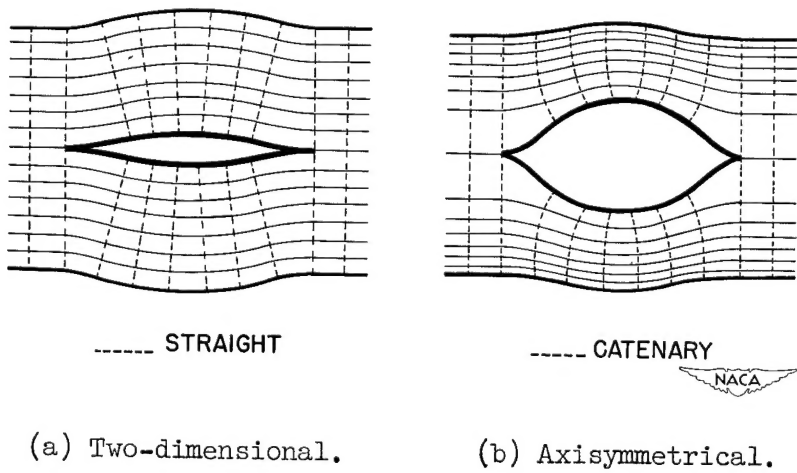 ------ STRAIGHT
----- CATENARY
NACA
(a) Two-dimensional.
(b) Axisymmetrical.